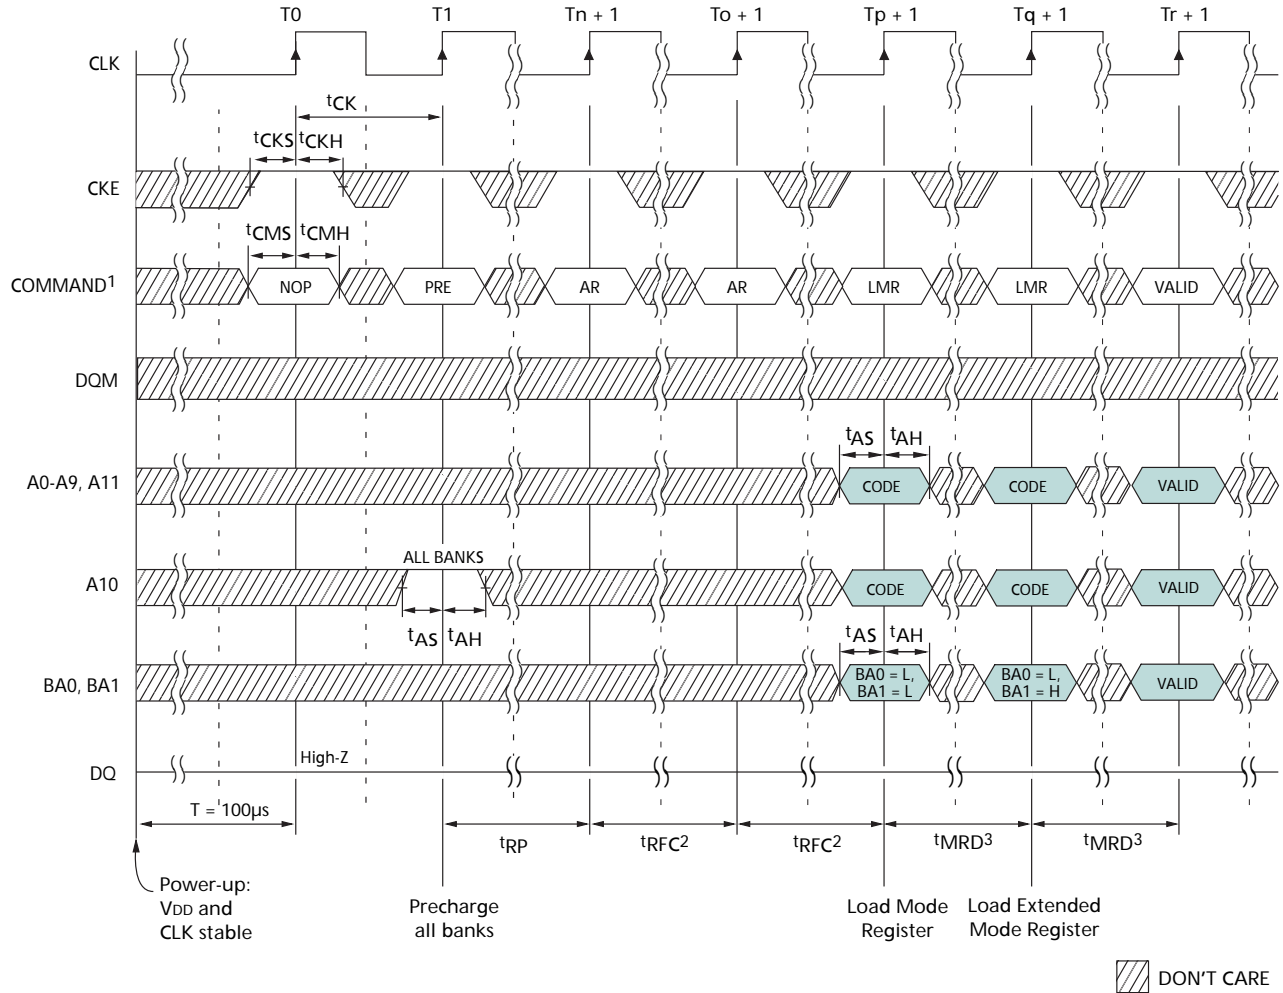 T0 T1 Tn + 1 To + 1 Tp + 1 Tq + 1 Tr + 1
CLK
tCK
tCKS tCKH
CKE
tCMS tCMH
COMMAND1 NOP PRE AR AR LMR LMR VALID
DQM
tAS tAH
A0-A9, A11 CODE CODE VALID
ALL BANKS
A10 CODE CODE VALID
tAS tAH tAS tAH
BA0, BA1 BA0 = L, BA1 = L BA0 = L, BA1 = H VALID
High-Z
DQ
T = 100µs
tRP tRFC2 tRFC2 tMRD3 tMRD3
Power-up:
VDD and
CLK stable
Precharge
all banks
Load Mode
Register
Load Extended
Mode Register
DON'T CARE